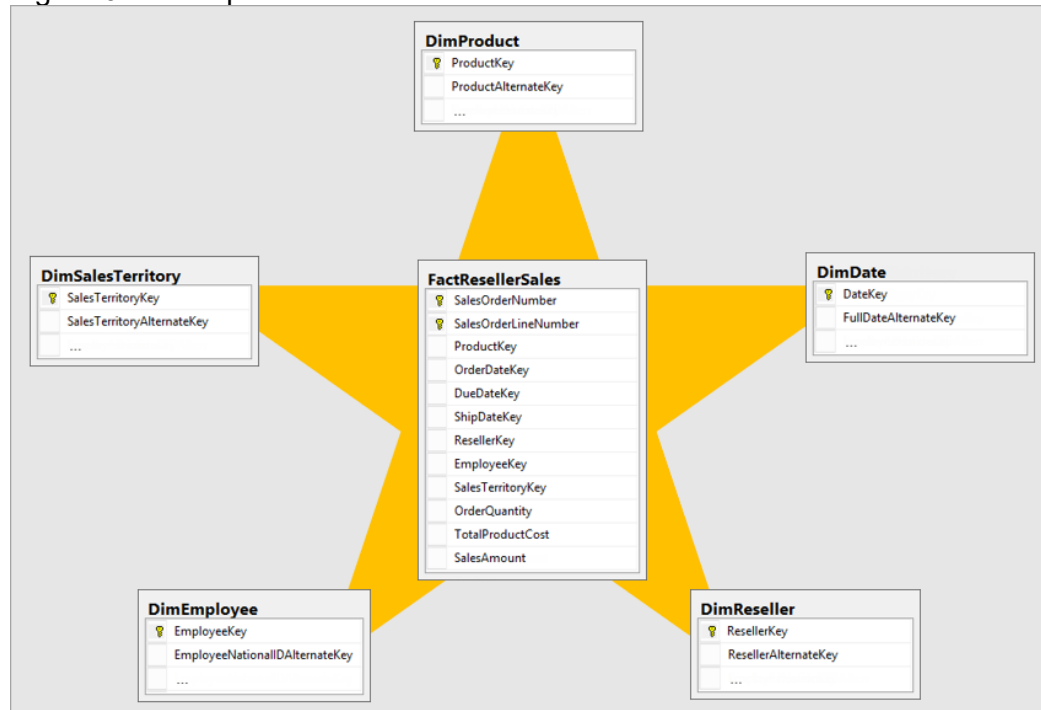 DimProduct
ProductKey
ProductAlternateKey
...
DimSalesTerritory
SalesTerritoryKey
SalesTerritoryAlternateKey
...
FactResellerSales
SalesOrderNumber
SalesOrderLineNumber
ProductKey
OrderDateKey
DueDateKey
ShipDateKey
ResellerKey
EmployeeKey
SalesTerritoryKey
OrderQuantity
TotalProductCost
SalesAmount
DimDate
DateKey
FullDateAlternateKey
...
DimEmployee
EmployeeKey
EmployeeNationalIDAlternateKey
...
DimReseller
ResellerKey
ResellerAlternateKey
...